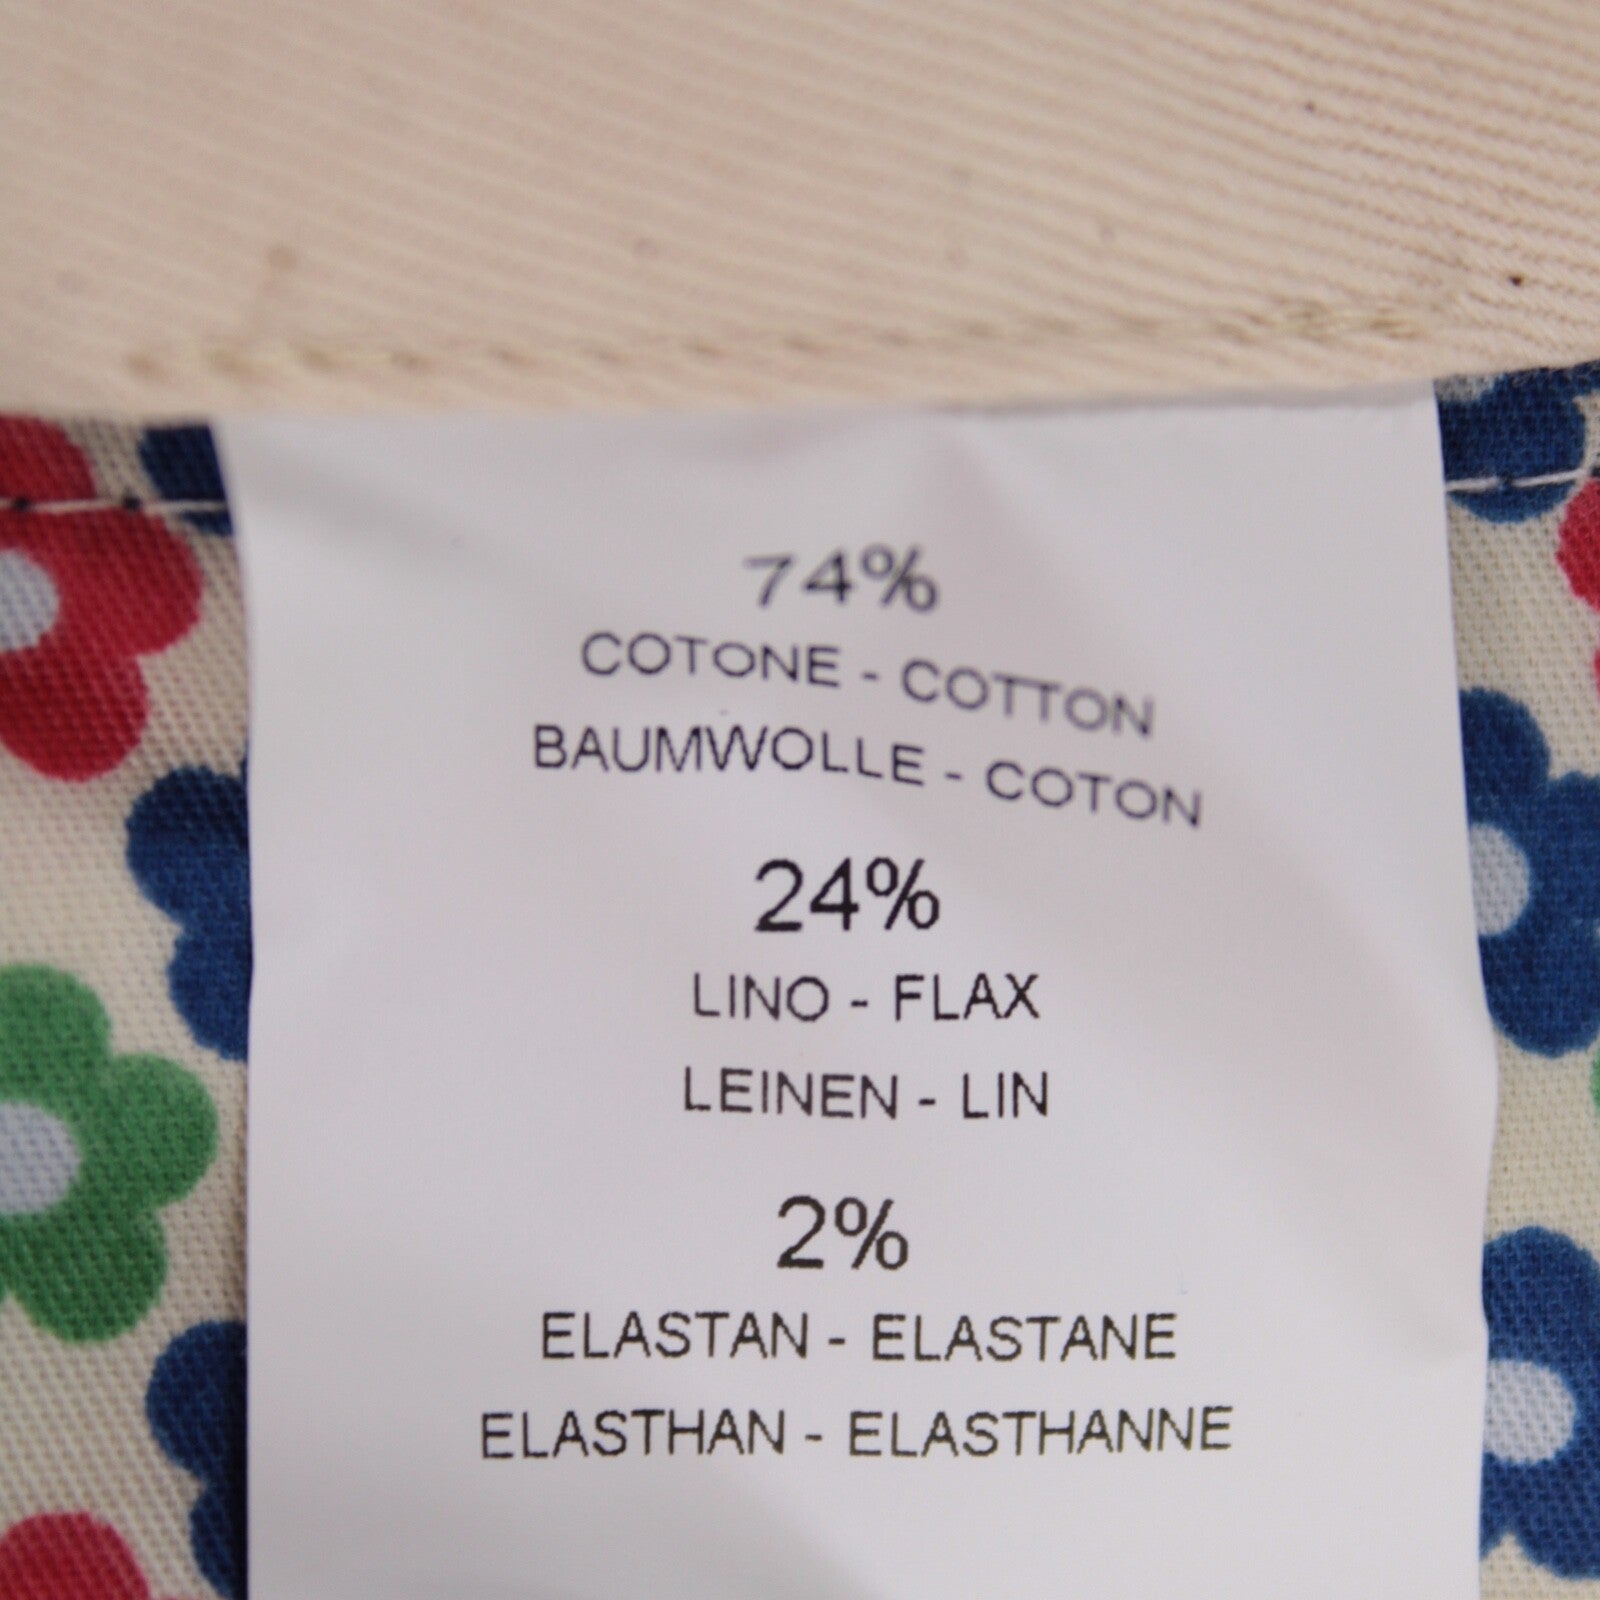 74%
COTONE - COTTON
BAUMWOLLE - COTON
24%
LINO - FLAX
LEINEN - LIN
2%
ELASTAN - ELASTANE
ELASTHAN - ELASTHANNE